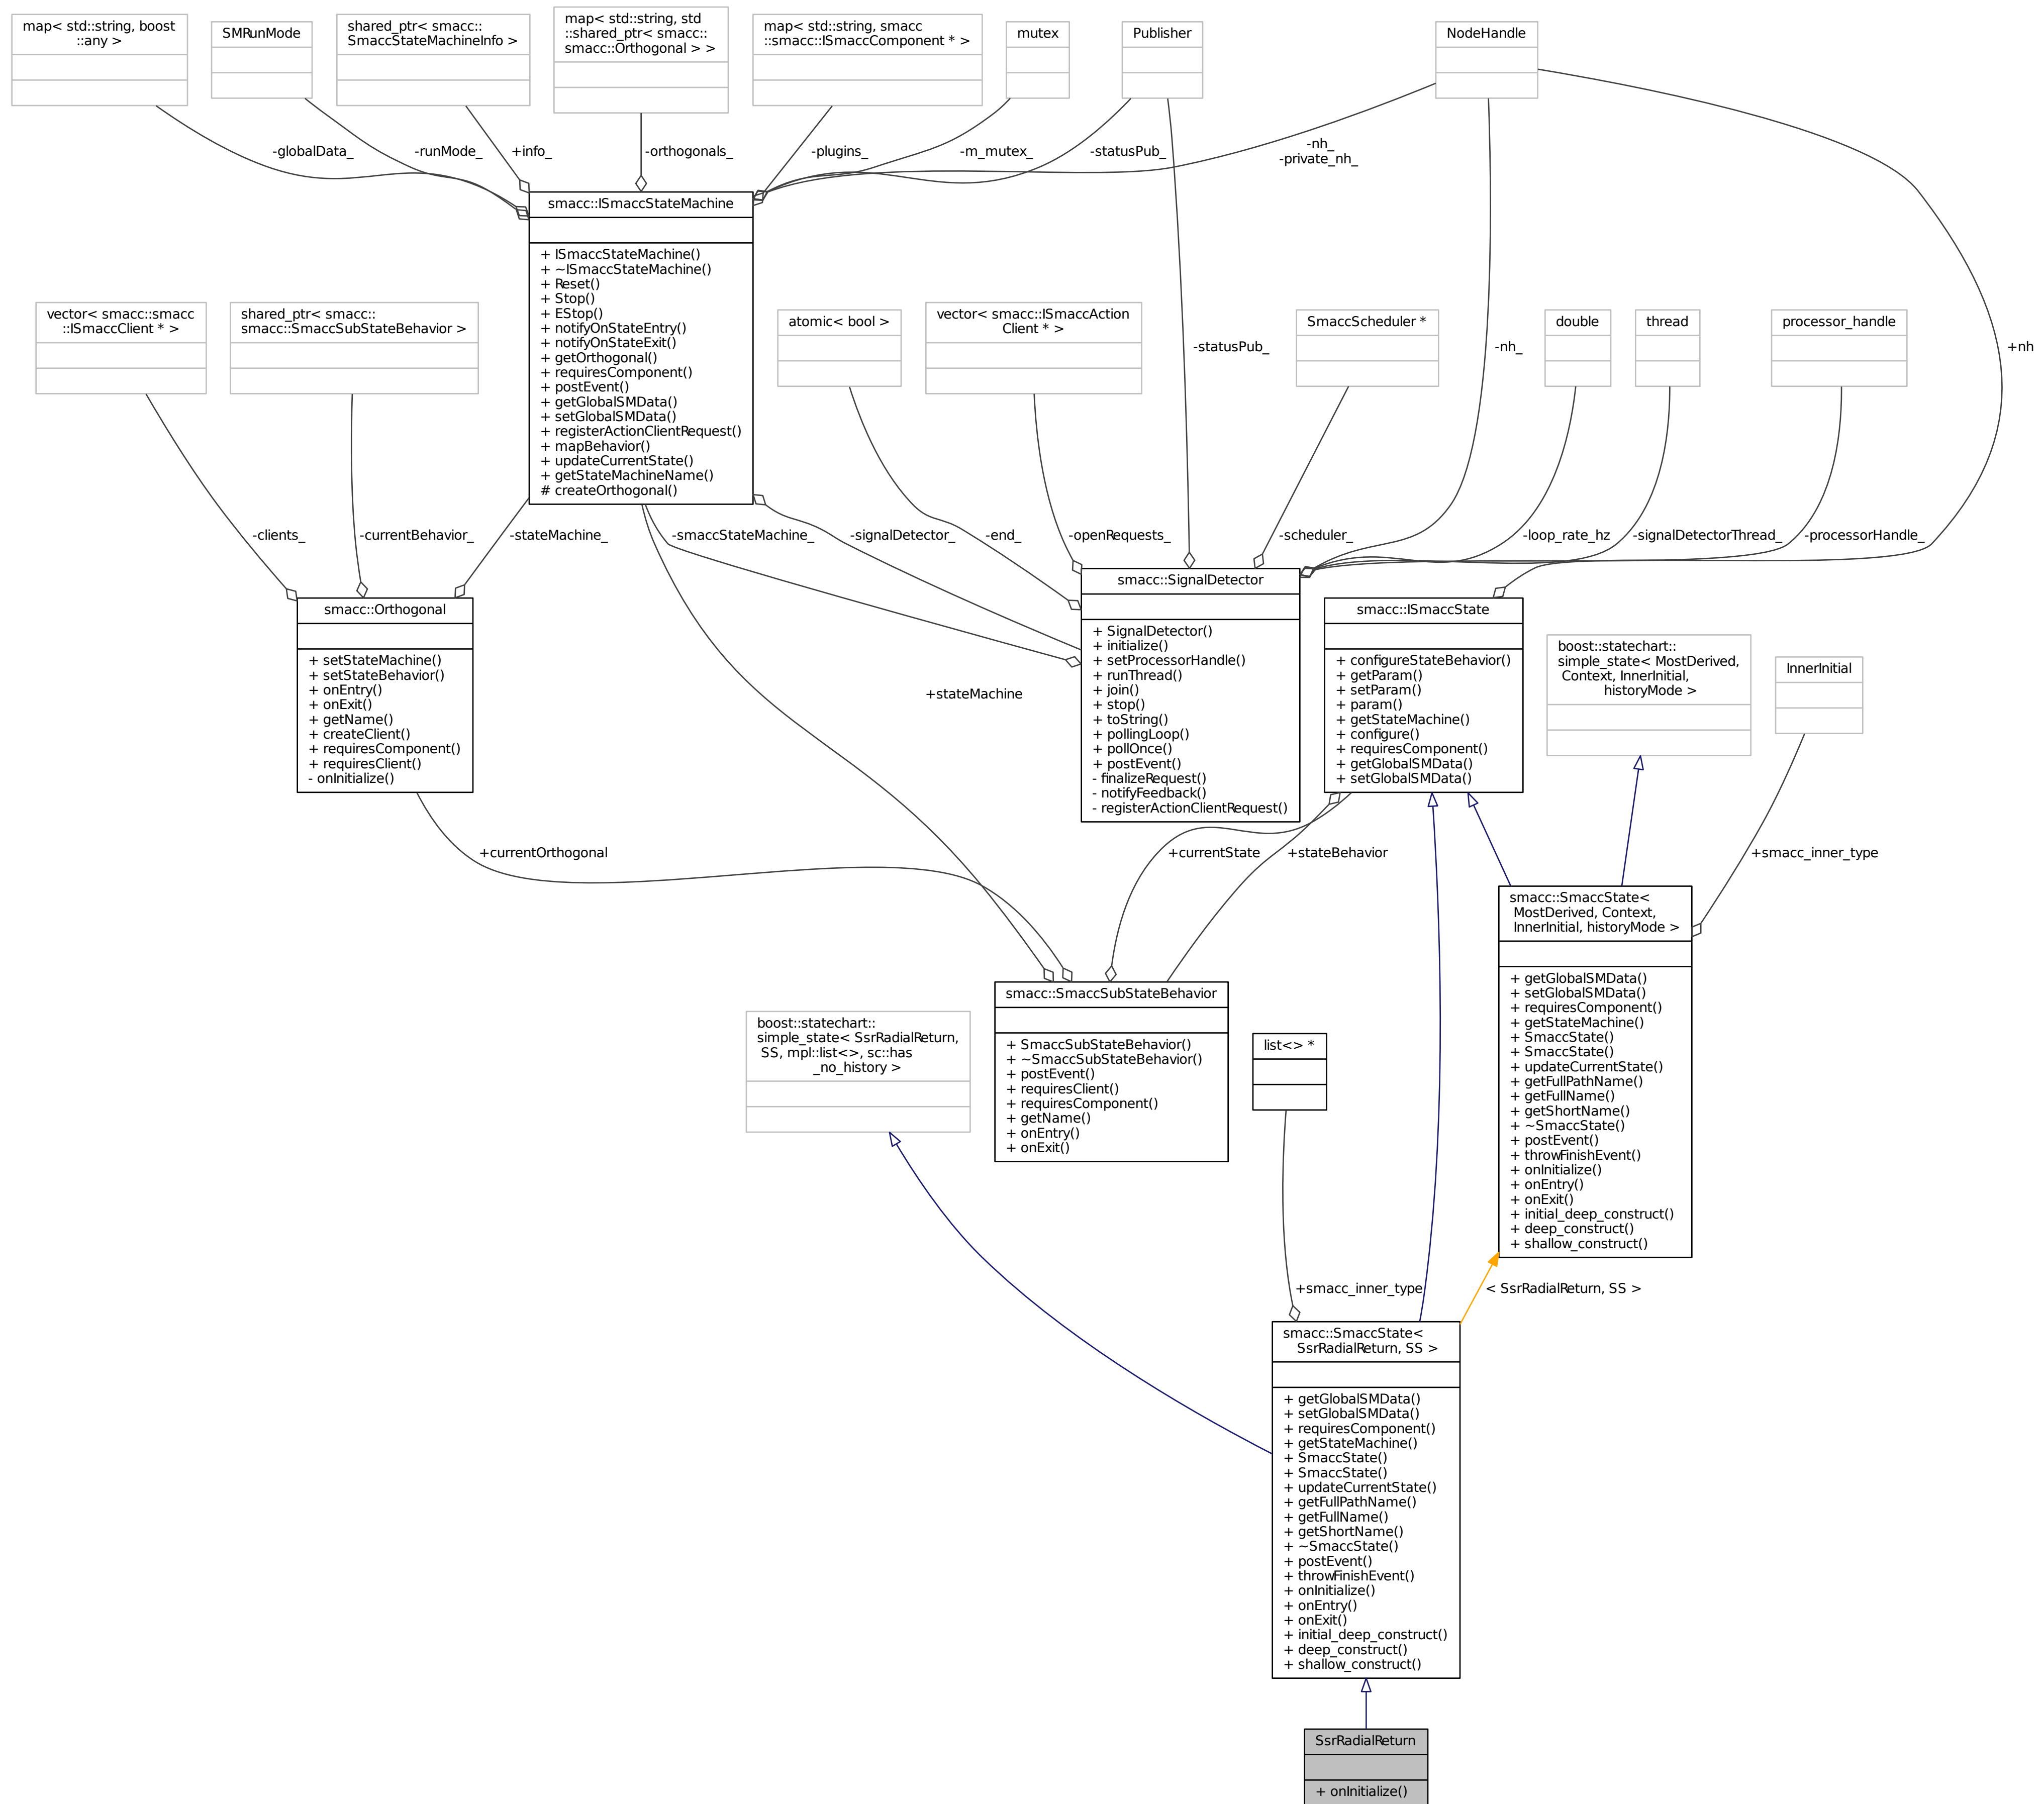 map< std::string, boost
::any >
SMRunMode
shared_ptr< smacc::
SmaccStateMachineInfo >
map< std::string, std
::shared_ptr< smacc::
smacc::Orthogonal > >
map< std::string, smacc
::smacc::ISmaccComponent * >
mutex
Publisher
NodeHandle
-globalData_
-runMode_
+info_
-orthogonals_
-plugins_
-m_mutex_
-statusPub_
-nh_
-private_nh_
smacc::ISmaccStateMachine
+ ISmaccStateMachine()
+ ~ISmaccStateMachine()
+ Reset()
+ Stop()
+ EStop()
+ notifyOnStateEntry()
+ notifyOnStateExit()
+ getOrthogonal()
+ requiresComponent()
+ postEvent()
+ getGlobalSMData()
+ setGlobalSMData()
+ registerActionClientRequest()
+ mapBehavior()
+ updateCurrentState()
+ getStateMachineName()
# createOrthogonal()
vector< smacc::smacc
::ISmaccClient * >
shared_ptr< smacc::
smacc::SmaccSubStateBehavior >
atomic< bool >
vector< smacc::ISmaccAction
Client * >
SmaccScheduler *
double
thread
processor_handle
-statusPub_
-nh_
+nh
-clients_
-currentBehavior_
-stateMachine_
-smaccStateMachine_
-signalDetector_
-end_
-openRequests_
-scheduler_
-loop_rate_hz
-signalDetectorThread_
-processorHandle_
smacc::Orthogonal
+ setStateMachine()
+ setStateBehavior()
+ onEntry()
+ onExit()
+ getName()
+ createClient()
+ requiresComponent()
+ requiresClient()
- onInitialize()
smacc::SignalDetector
+ SignalDetector()
+ initialize()
+ setProcessorHandle()
+ runThread()
+ join()
+ stop()
+ toString()
+ pollingLoop()
+ pollOnce()
+ postEvent()
- finalizeRequest()
- notifyFeedback()
- registerActionClientRequest()
smacc::ISmaccState
+ configureStateBehavior()
+ getParam()
+ setParam()
+ param()
+ getStateMachine()
+ configure()
+ requiresComponent()
+ getGlobalSMData()
+ setGlobalSMData()
boost::statechart::
simple_state< MostDerived,
Context, InnerInitial,
historyMode >
InnerInitial
+stateMachine
+currentOrthogonal
+currentState
+stateBehavior
+smacc_inner_type
smacc::SmaccState<
MostDerived, Context,
InnerInitial, historyMode >
+ getGlobalSMData()
+ setGlobalSMData()
+ requiresComponent()
+ getStateMachine()
+ SmaccState()
+ SmaccState()
+ updateCurrentState()
+ getFullPathName()
+ getFullName()
+ getShortName()
+ ~SmaccState()
+ postEvent()
+ throwFinishEvent()
+ onInitialize()
+ onEntry()
+ onExit()
+ initial_deep_construct()
+ deep_construct()
+ shallow_construct()
smacc::SmaccSubStateBehavior
+ SmaccSubStateBehavior()
+ ~SmaccSubStateBehavior()
+ postEvent()
+ requiresClient()
+ requiresComponent()
+ getName()
+ onEntry()
+ onExit()
boost::statechart::
simple_state< SsrRadialReturn,
SS, mpl::list<>, sc::has
_no_history >
list<> *
+smacc_inner_type
< SsrRadialReturn, SS >
smacc::SmaccState<
SsrRadialReturn, SS >
+ getGlobalSMData()
+ setGlobalSMData()
+ requiresComponent()
+ getStateMachine()
+ SmaccState()
+ SmaccState()
+ updateCurrentState()
+ getFullPathName()
+ getFullName()
+ getShortName()
+ ~SmaccState()
+ postEvent()
+ throwFinishEvent()
+ onInitialize()
+ onEntry()
+ onExit()
+ initial_deep_construct()
+ deep_construct()
+ shallow_construct()
SsrRadialReturn
+ onInitialize()